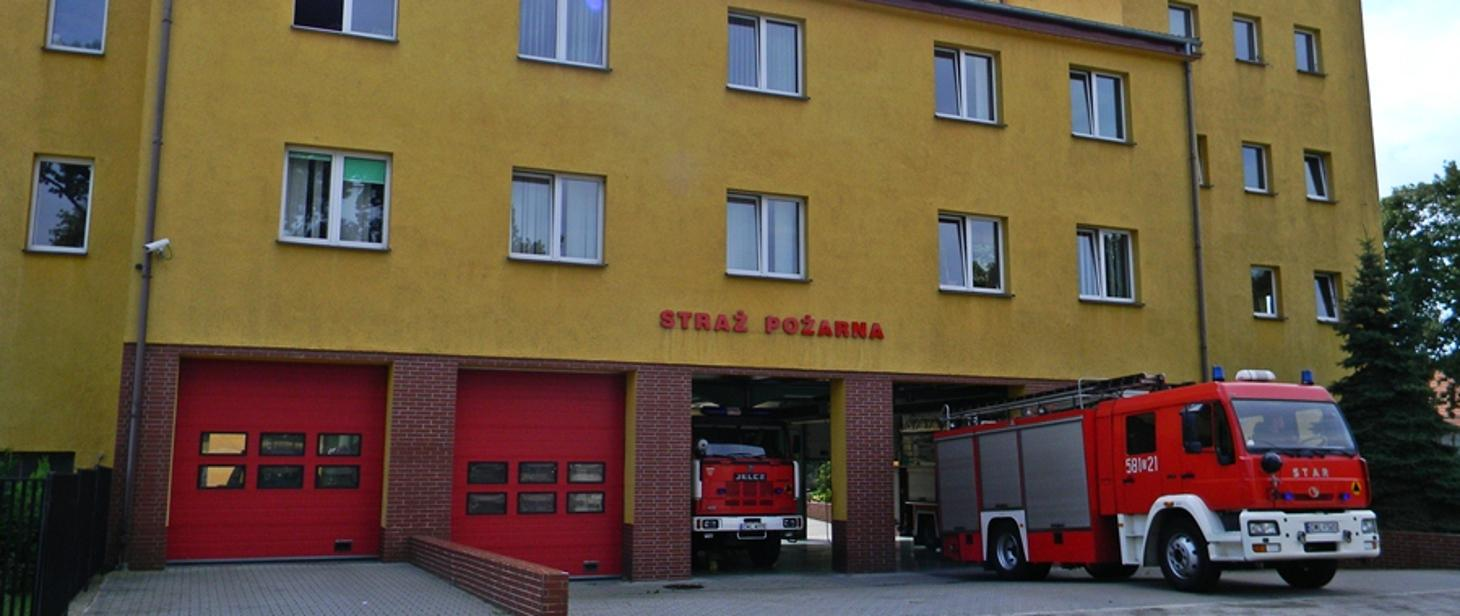 STRAŻ POŻARNA
JELCZ
581 21
STAR